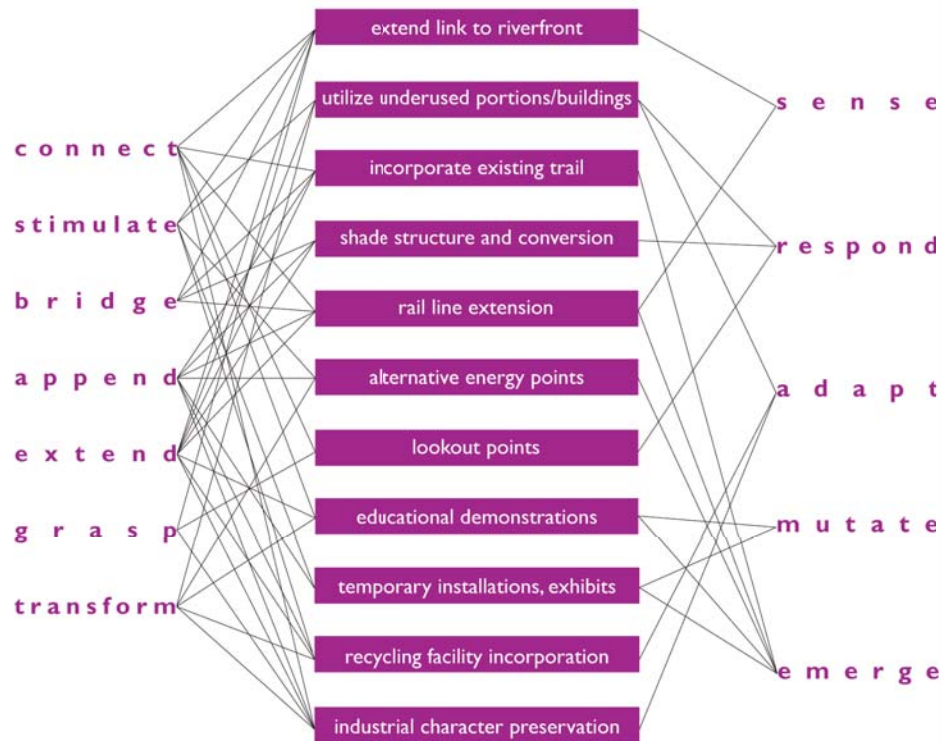 connect
stimulate
bridge
append
extend
grasp
transform
extend link to riverfront
utilize underused portions/buildings
incorporate existing trail
shade structure and conversion
rail line extension
alternative energy points
lookout points
educational demonstrations
temporary installations, exhibits
recycling facility incorporation
industrial character preservation
sense
respond
adapt
mutate
emerge